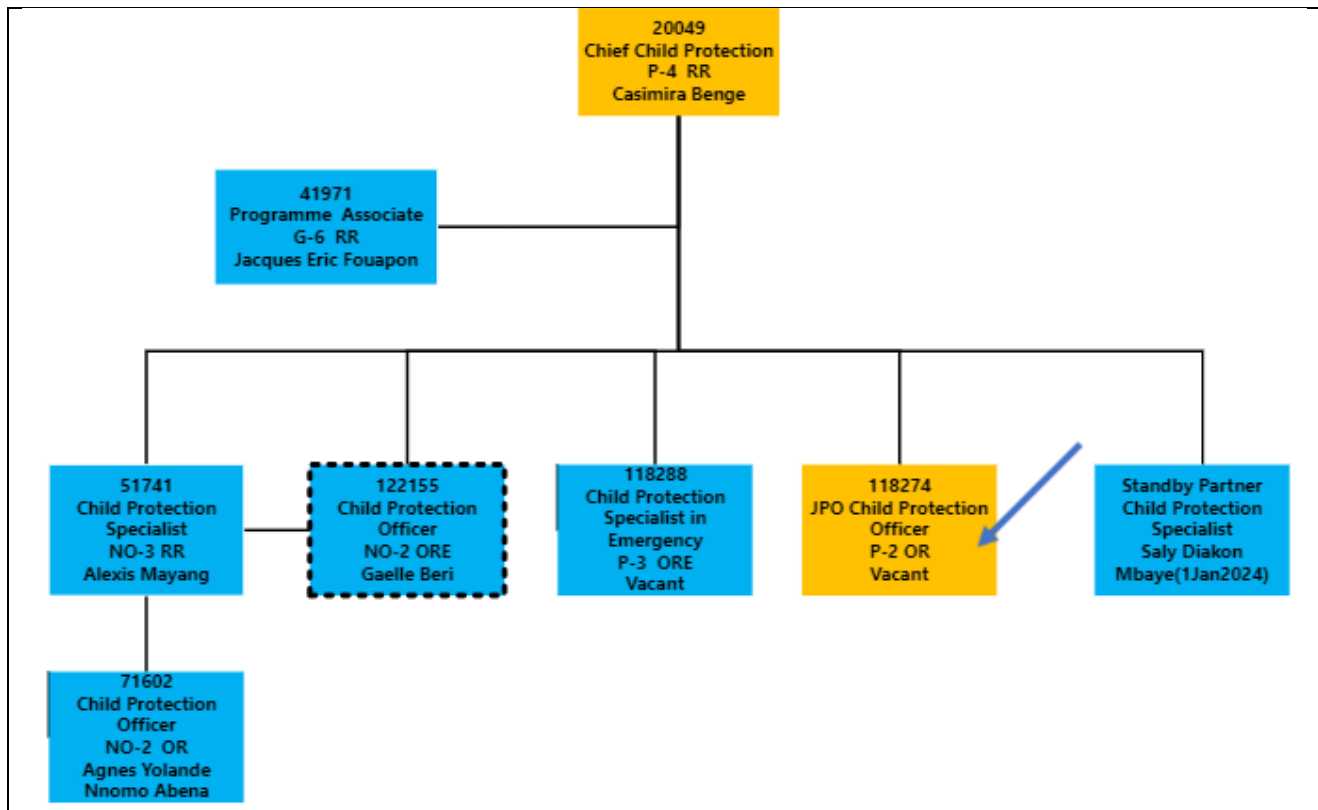 20049
Chief Child Protection
P-4 RR
Casimira Benge
41971
Programme Associate
G-6 RR
Jacques Eric Fouapon
51741
Child Protection
Specialist
NO-3 RR
Alexis Mayang
122155
Child Protection
Officer
NO-2 ORE
Gaelle Beri
118288
Child Protection
Specialist in
Emergency
P-3 ORE
Vacant
118274
JPO Child Protection
Officer
P-2 OR
Vacant
Standby Partner
Child Protection
Specialist
Saly Diakon
Mbaye(1Jan2024)
71602
Child Protection
Officer
NO-2 OR
Agnes Yolande
Nnomo Abena